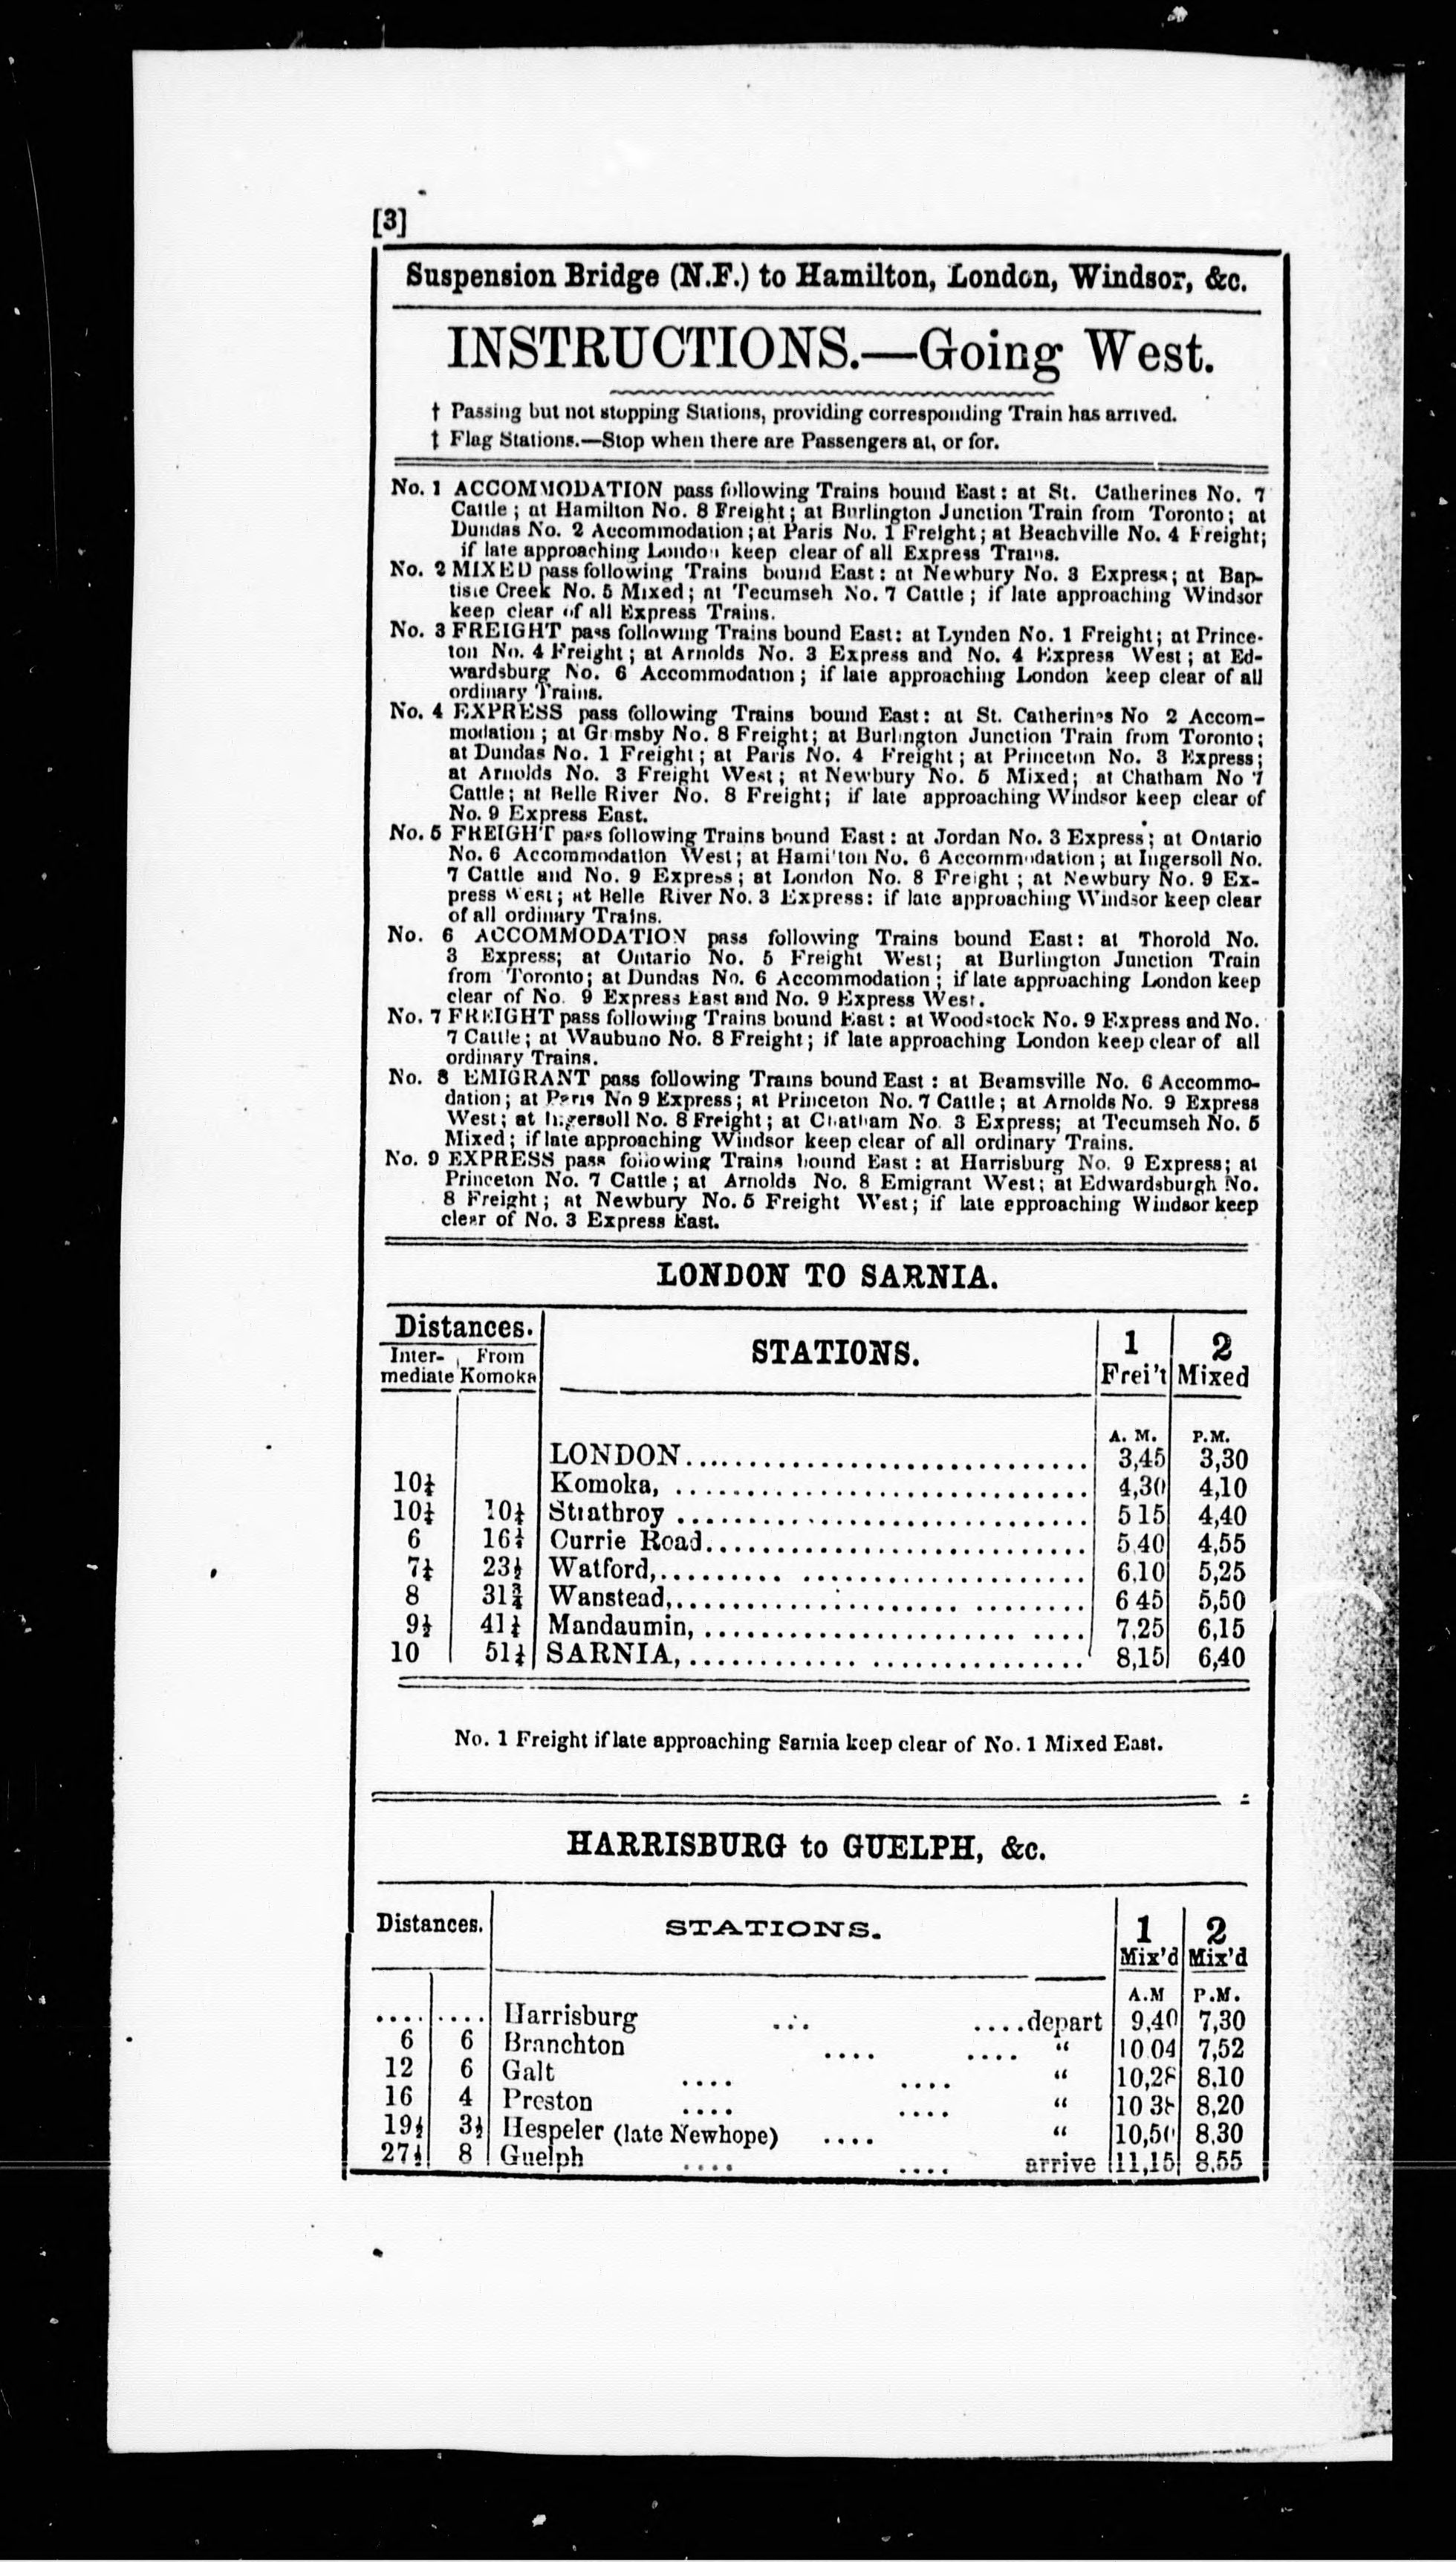 [3]
Suspension Bridge (N.F.) to Hamilton, London, Windsor, &c.
INSTRUCTIONS.—Going West.
† Passing but not stopping Stations, providing corresponding Train has arrived.
‡ Flag Stations.—Stop when there are Passengers at, or for.
No. 1 ACCOMMODATION pass following Trains bound East: at St. Catherines No. 7
Cattle; at Hamilton No. 8 Freight; at Burlington Junction Train from Toronto; at
Dundas No. 2 Accommodation; at Paris No. 1 Freight; at Beachville No. 4 Freight;
if late approaching London keep clear of all Express Trains.
No. 2 MIXED pass following Trains bound East: at Newbury No. 3 Express; at Bap-
tiste Creek No. 5 Mixed; at Tecumseh No. 7 Cattle; if late approaching Windsor
keep clear of all Express Trains.
No. 3 FREIGHT pass following Trains bound East: at Lynden No. 1 Freight; at Prince-
ton No. 4 Freight; at Arnolds No. 3 Express and No. 4 Express West; at Ed-
wardsburg No. 6 Accommodation; if late approaching London keep clear of all
ordinary Trains.
No. 4 EXPRESS pass following Trains bound East: at St. Catherines No 2 Accom-
modation; at Grimsby No. 8 Freight; at Burlington Junction Train from Toronto;
at Dundas No. 1 Freight; at Paris No. 4 Freight; at Princeton No. 3 Express;
at Arnolds No. 3 Freight West; at Newbury No. 5 Mixed; at Chatham No 7
Cattle; at Belle River No. 8 Freight; if late approaching Windsor keep clear of
No. 9 Express East.
No. 5 FREIGHT pass following Trains bound East: at Jordan No. 3 Express; at Ontario
No. 6 Accommodation West; at Hamilton No. 6 Accommodation; at Ingersoll No.
7 Cattle and No. 9 Express; at London No. 8 Freight; at Newbury No. 9 Ex-
press West; at Belle River No. 3 Express: if late approaching Windsor keep clear
of all ordinary Trains.
No. 6 ACCOMMODATION pass following Trains bound East: at Thorold No.
3 Express; at Ontario No. 5 Freight West; at Burlington Junction Train
from Toronto; at Dundas No. 6 Accommodation; if late approaching London keep
clear of No. 9 Express East and No. 9 Express West.
No. 7 FREIGHT pass following Trains bound East: at Woodstock No. 9 Express and No.
7 Cattle; at Waubuno No. 8 Freight; if late approaching London keep clear of all
ordinary Trains.
No. 8 EMIGRANT pass following Trains bound East: at Beamsville No. 6 Accommo-
dation; at Paris No 9 Express; at Princeton No. 7 Cattle; at Arnolds No. 9 Express
West; at Ingersoll No. 8 Freight; at Chatham No. 3 Express; at Tecumseh No. 5
Mixed; if late approaching Windsor keep clear of all ordinary Trains.
No. 9 EXPRESS pass following Trains bound East: at Harrisburg No. 9 Express; at
Princeton No. 7 Cattle; at Arnolds No. 8 Emigrant West; at Edwardsburgh No.
8 Freight; at Newbury No. 5 Freight West; if late approaching Windsor keep
clear of No. 3 Express East.
LONDON TO SARNIA.
Distances. STATIONS. 1 2
Inter- From Frei't Mixed
mediate Komoka
A. M. P.M.
LONDON 3,45 3,30
Komoka, 4,30 4,10
Strathroy 5 15 4,40
6 Currie Road 5.40 4,55
Watford, 6,10 5,25
8 31¾ Wanstead, 6 45 5,50
9½ Mandaumin, 7,25 6,15
10 SARNIA, 8,15 6,40
No. 1 Freight if late approaching Sarnia keep clear of No. 1 Mixed East.
HARRISBURG to GUELPH, &c.
Distances. STATIONS. 1 2
Mix'd Mix'd
A.M P.M.
.... .... Harrisburg ... ....depart 9,40 7,30
6 6 Branchton .... .... “ 10 04 7,52
12 6 Galt .... .... “ 10,28 8,10
16 4 Preston .... .... “ 10 38 8,20
19½ 3½ Hespeler (late Newhope) .... “ 10,50 8,30
27½ 8 Guelph .... .... arrive 11,15 8,55